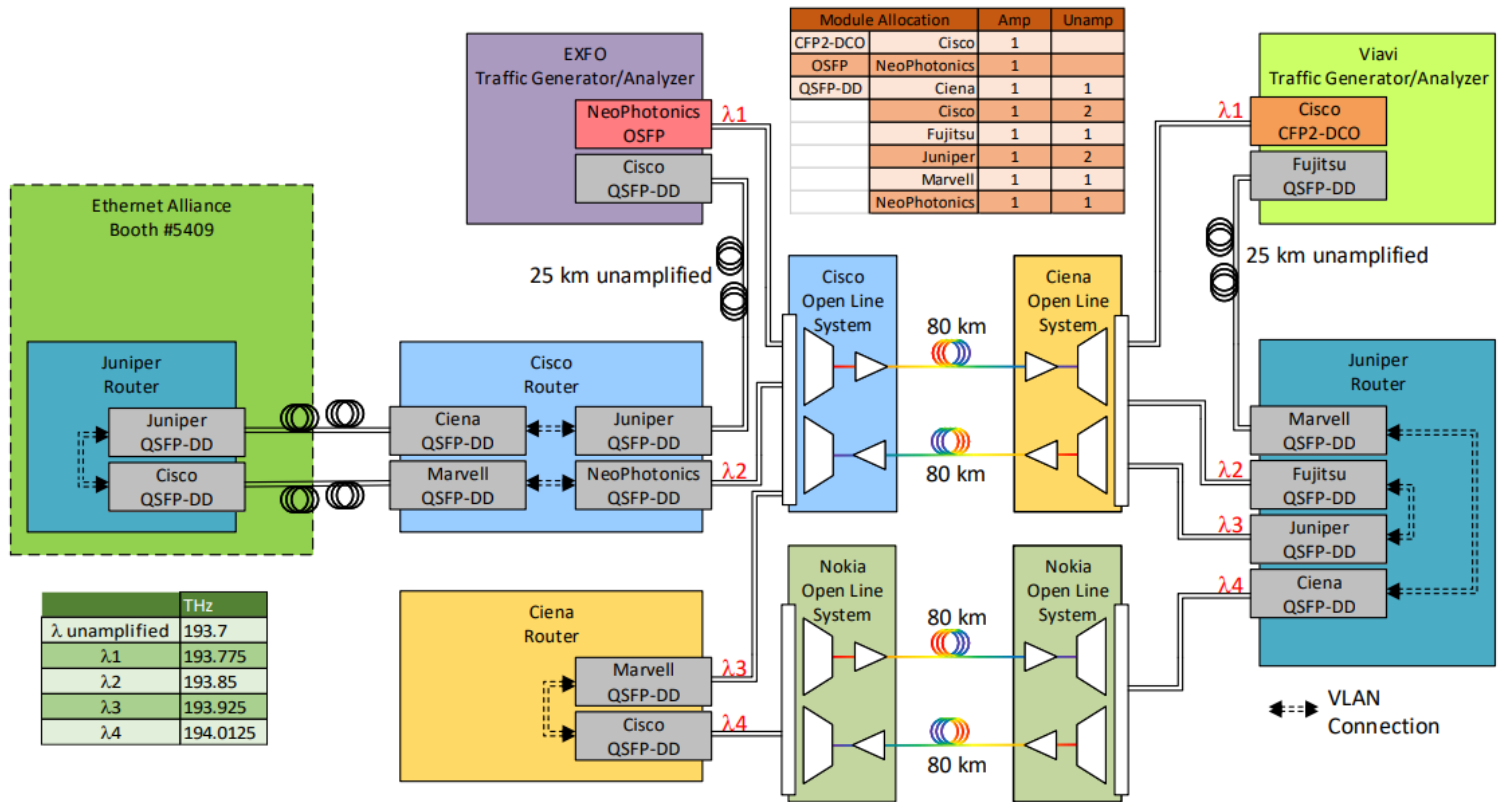 EXFO
Traffic Generator/Analyzer
NeoPhotonics
OSFP
λ1
Cisco
QSFP-DD
25 km unamplified
Module Allocation Amp Unamp
CFP2-DCO Cisco 1
OSFP NeoPhotonics 1
QSFP-DD Ciena 1 1
Cisco 1 2
Fujitsu 1 1
Juniper 1 2
Marvell 1 1
NeoPhotonics 1 1
Viavi
Traffic Generator/Analyzer
λ1
Cisco
CFP2-DCO
Fujitsu
QSFP-DD
25 km unamplified
Ethernet Alliance
Booth #5409
Juniper
Router
Juniper
QSFP-DD
Cisco
QSFP-DD
Cisco
Router
Ciena
QSFP-DD
Juniper
QSFP-DD
Marvell
QSFP-DD
NeoPhotonics
QSFP-DD
λ2
Cisco
Open Line
System
80 km
80 km
Ciena
Open Line
System
Juniper
Router
Marvell
QSFP-DD
λ2
Fujitsu
QSFP-DD
λ3
Juniper
QSFP-DD
λ4
Ciena
QSFP-DD
THz
λ unamplified 193.7
λ1 193.775
λ2 193.85
λ3 193.925
λ4 194.0125
Ciena
Router
Marvell
QSFP-DD
λ3
Cisco
QSFP-DD
λ4
Nokia
Open Line
System
80 km
80 km
Nokia
Open Line
System
VLAN
Connection